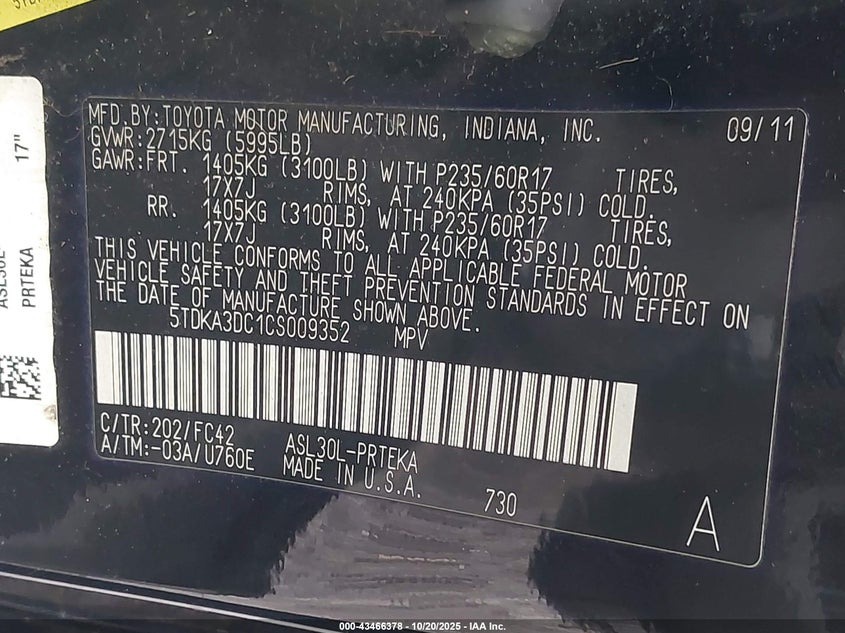 MFD.BY:TOYOTA MOTOR MANUFACTURING, INDIANA, INC. 09/11
GVWR:2715KG (5995LB)
GAWR:FRT. 1405KG (3100LB) WITH P235/60R17 TIRES,
17X7J RIMS, AT 240KPA (35PSI) COLD.
RR. 1405KG (3100LB) WITH P235/60R17 TIRES,
17X7J RIMS, AT 240KPA (35PSI) COLD.
THIS VEHICLE CONFORMS TO ALL APPLICABLE FEDERAL MOTOR
VEHICLE SAFETY AND THEFT PREVENTION STANDARDS IN EFFECT ON
THE DATE OF MANUFACTURE SHOWN ABOVE.
5TDKA3DC1CS009352 MPV
C/TR:202/FC42 ASL30L-PRTEKA
A/TM:-03A/U760E MADE IN U.S.A.
730
A
17"
PRTEKA
000-43466378 - 10/20/2025 - IAA Inc.